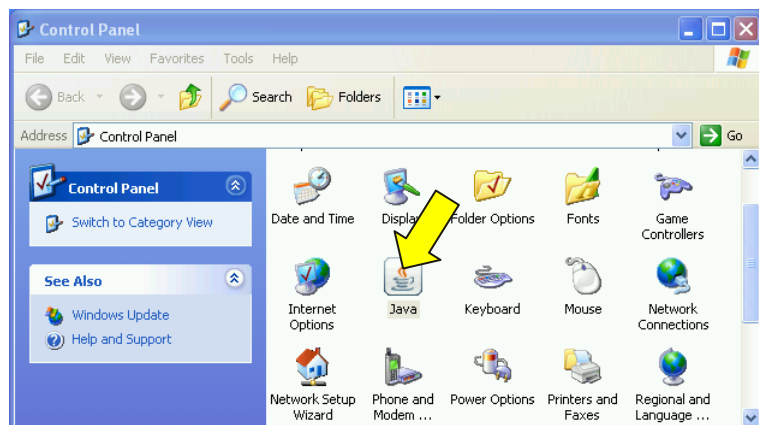 Control Panel
File Edit View Favorites Tools Help
Back Search Folders
Address Control Panel Go
Control Panel
Switch to Category View
See Also
Windows Update
Help and Support
Date and Time Display Folder Options Fonts Game
Controllers
Internet Java Keyboard Mouse Network
Options Connections
Network Setup Phone and Power Options Printers and Regional and
Wizard Modem ... Faxes Language ...